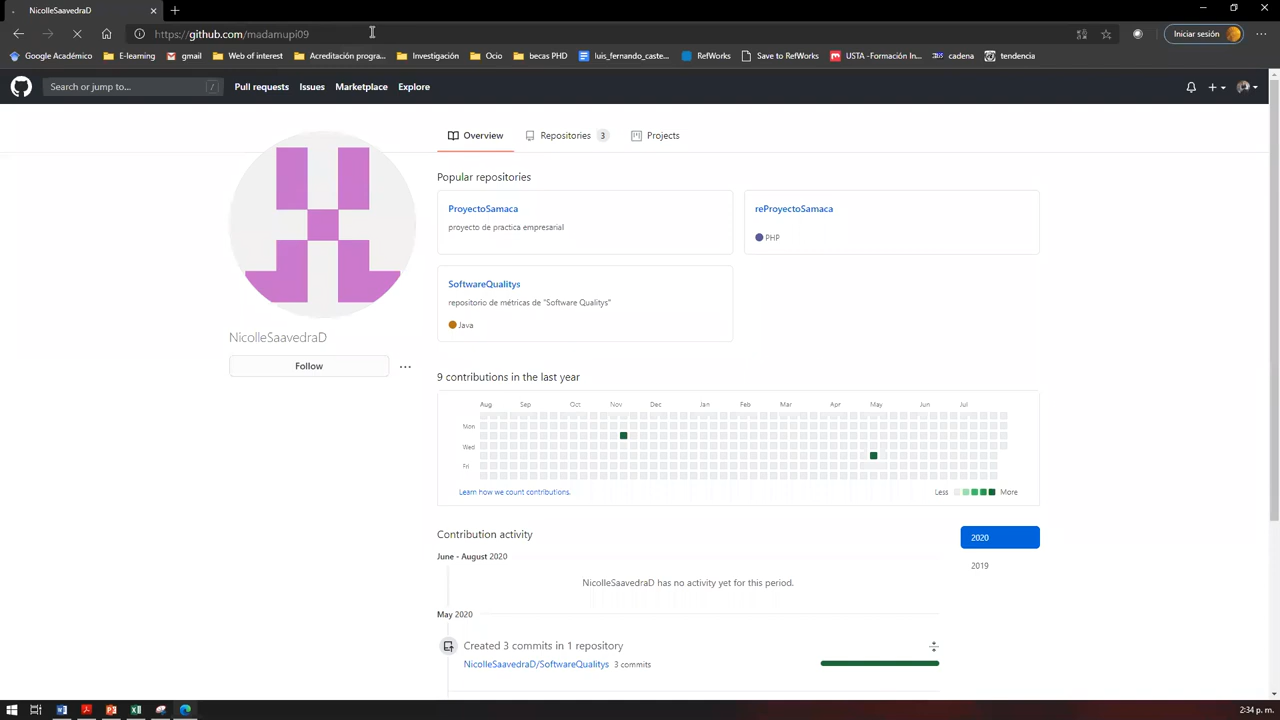 NicolleSaavedraD
https://github.com/madamupi09
Iniciar sesión
Google Académico
gmail
Web of interest
Acreditación progra...
Investigación
Ocio
becas PHD
luis_fernando_caste...
RefWorks
Save to RefWorks
USTA -Formación In...
cadena
tendencia
Search or jump to...
/
Pull requests
Issues
Marketplace
Explore
Overview
Repositories 3
Projects
Popular repositories
ProyectoSamaca
proyecto de practica empresarial
reProyectoSamaca
PHP
SoftwareQualitys
repositorio de métricas de "Software Qualitys"
Java
NicolleSaavedraD
Follow
9 contributions in the last year
Aug Sep Oct Nov Dec Jan Feb Mar Apr May Jun Jul
Mon
Wed
Fri
Learn how we count contributions.
Less
More
Contribution activity
2020
2019
June - August 2020
NicolleSaavedraD has no activity yet for this period.
May 2020
Created 3 commits in 1 repository
NicolleSaavedraD/SoftwareQualitys 3 commits
2:34 p. m.